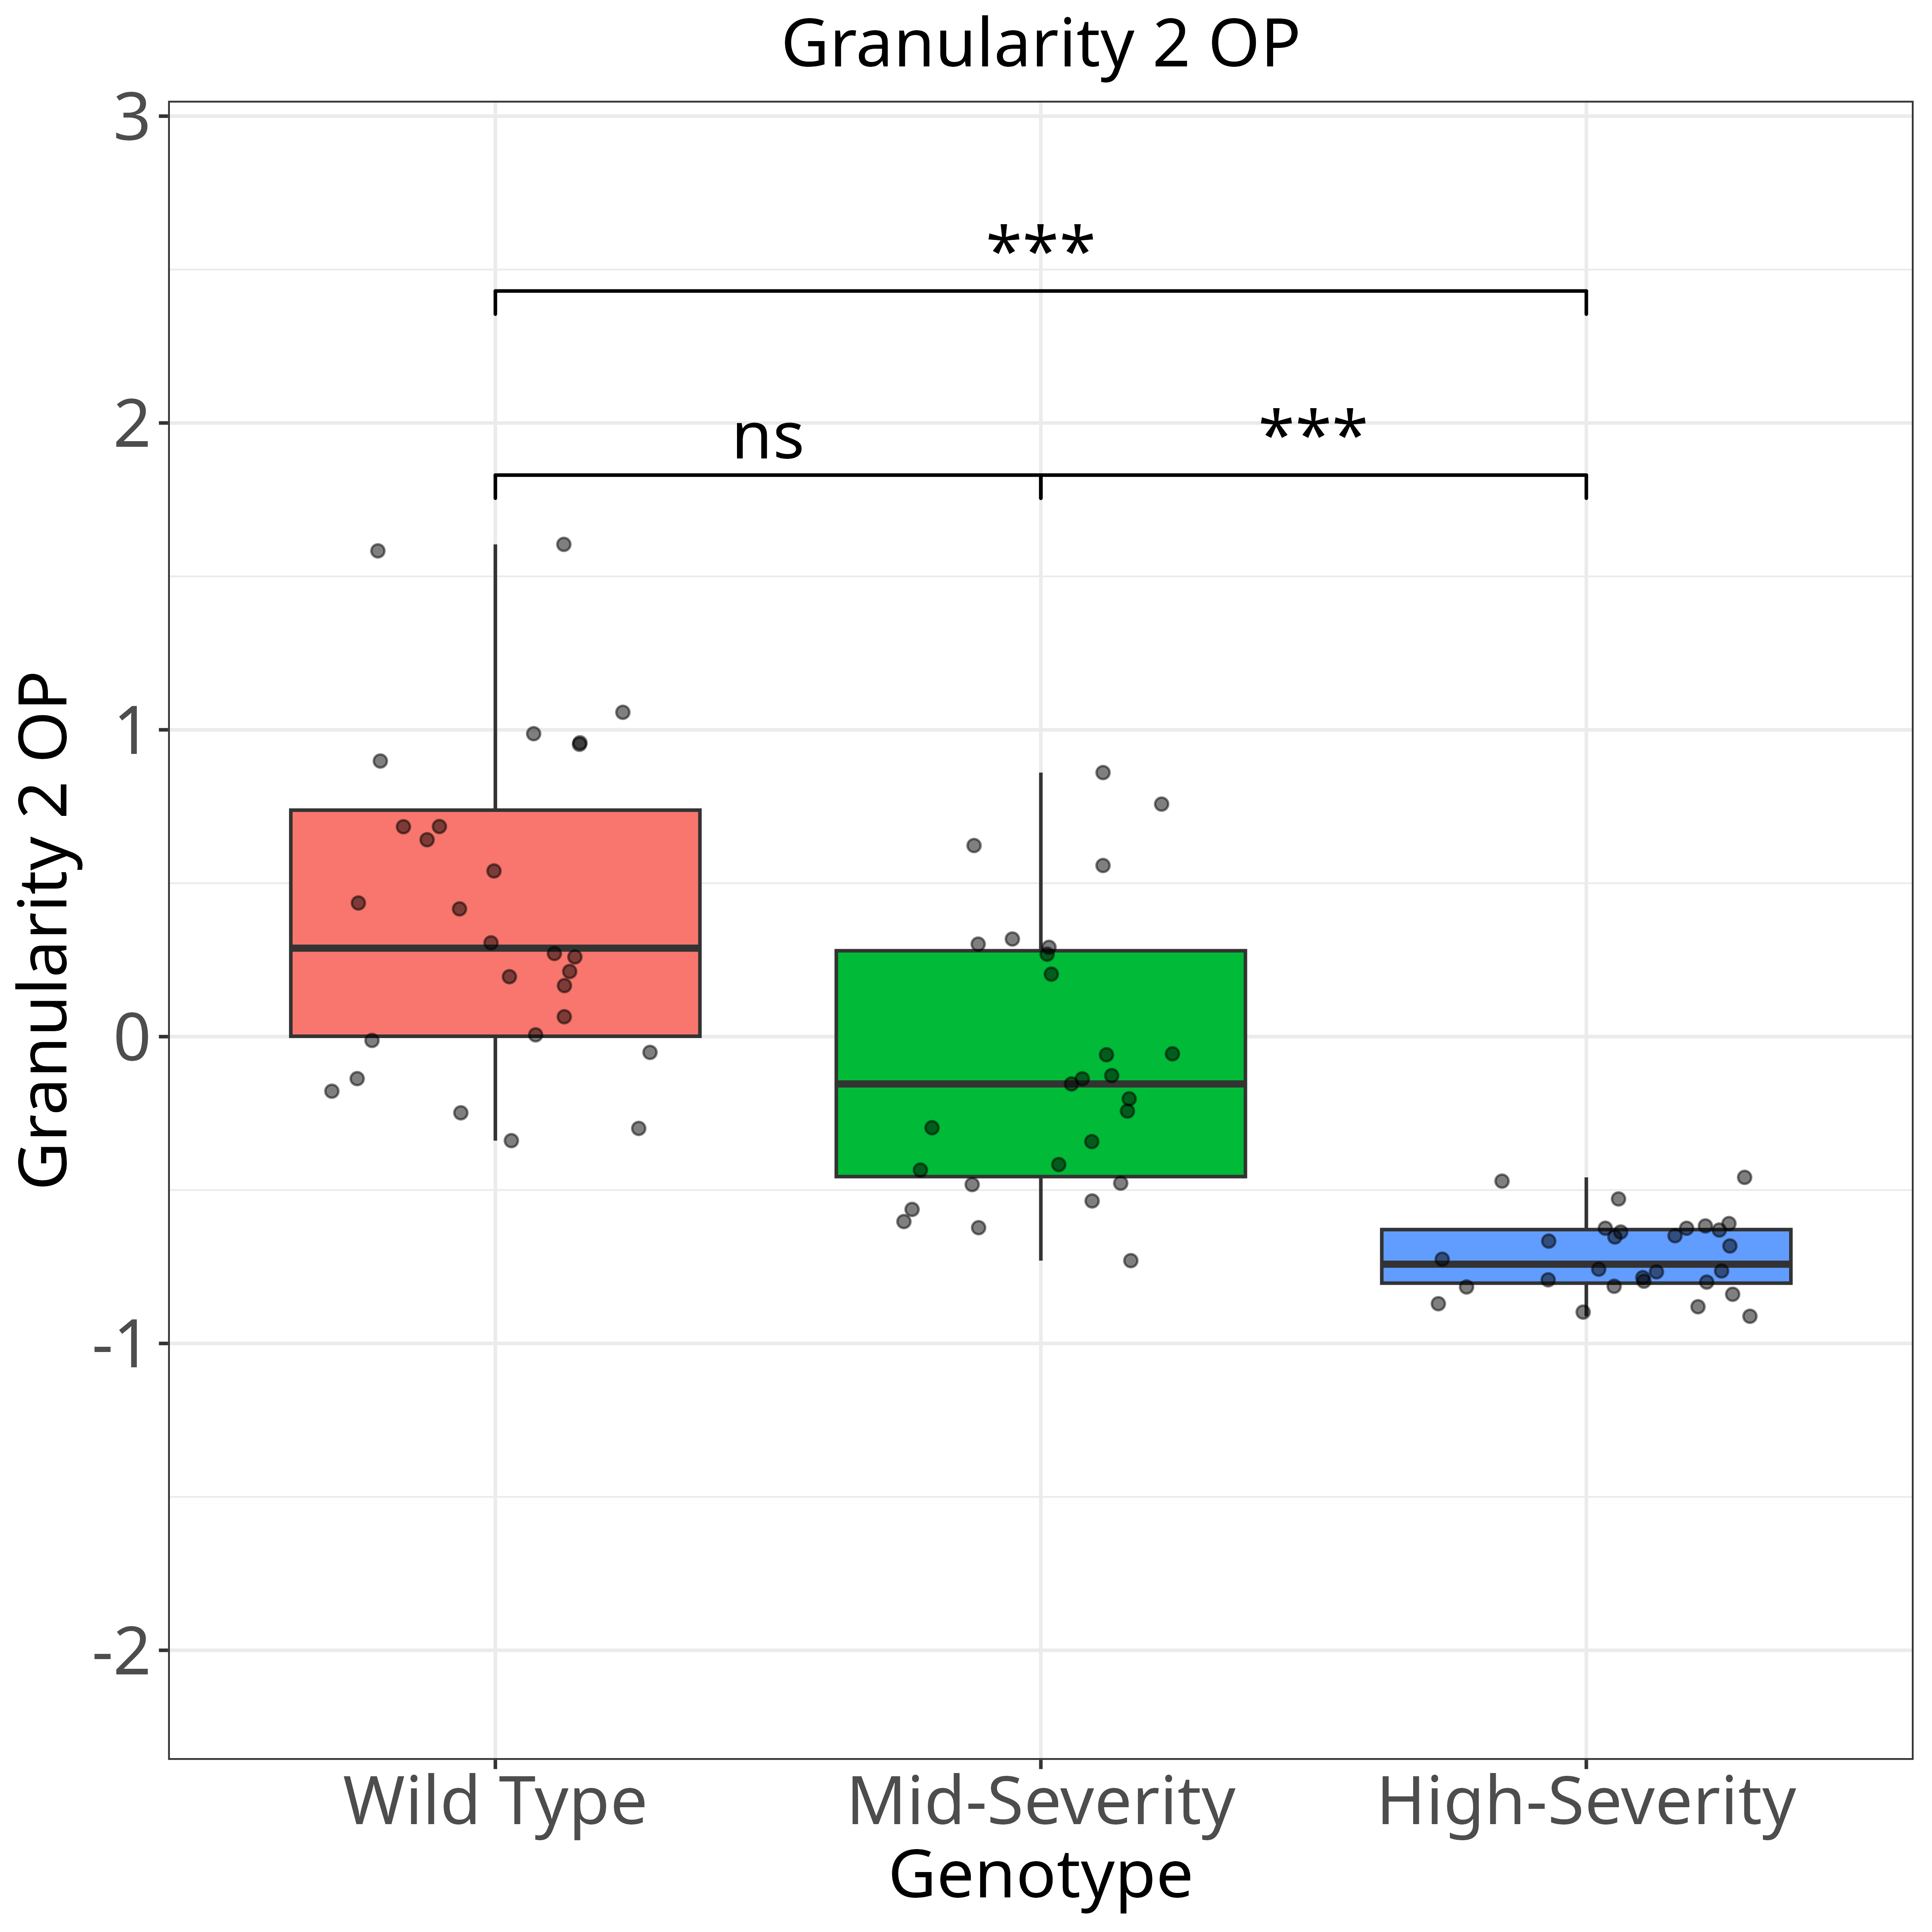 Granularity 2 OP
3
2
1
0
-1
-2
Granularity 2 OP
***
ns
***
Wild Type
Mid-Severity
High-Severity
Genotype